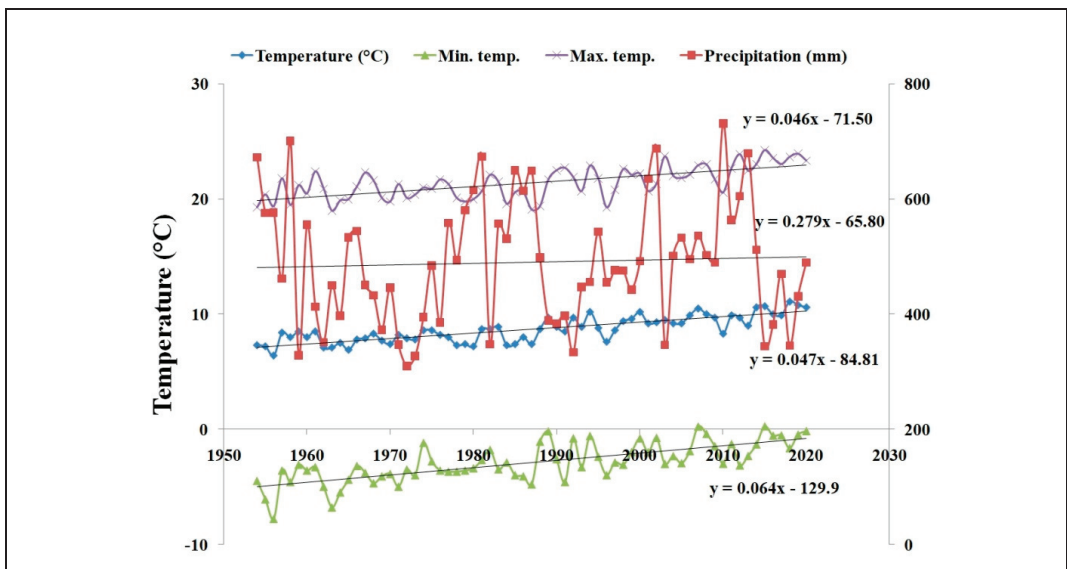 Temperature (°C) Min. temp. Max. temp. Precipitation (mm)
30 800
y = 0.046x - 71.50
20 600
y = 0.279x - 65.80
Temperature (°C)
10 400
y = 0.047x - 84.81
0 200
1950 1960 1970 1980 1990 2000 2010 2020 2030
y = 0.064x - 129.9
-10 0